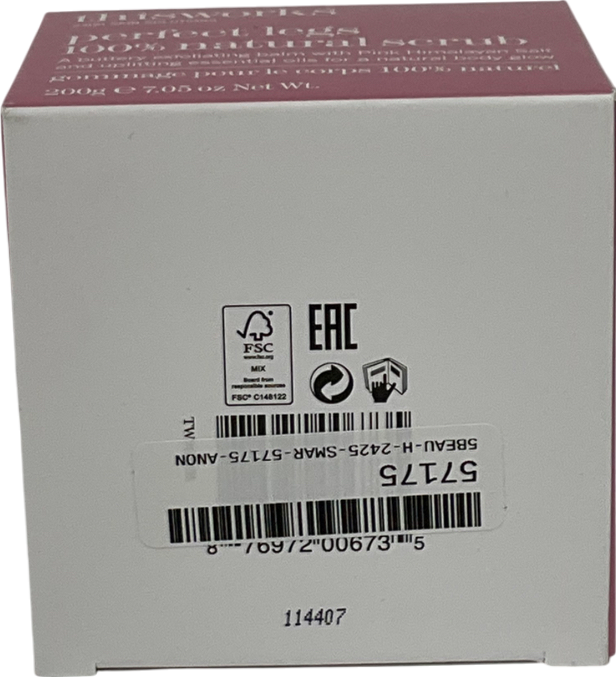 thisworks
perfect legs
100% natural scrub
A buttery exfoliating balm with Pink Himalayan Salt
and uplifting essential oils for a natural body glow
gommage pour le corps 100% naturel
200g e 7.05 oz Net Wt.
FSC
www.fsc.org
MIX
Board from
responsible sources
FSC® C148122
EAC
TW
5BEAU-H-2425-SMAR-57175-ANON
57175
8 76972 00673 5
114407